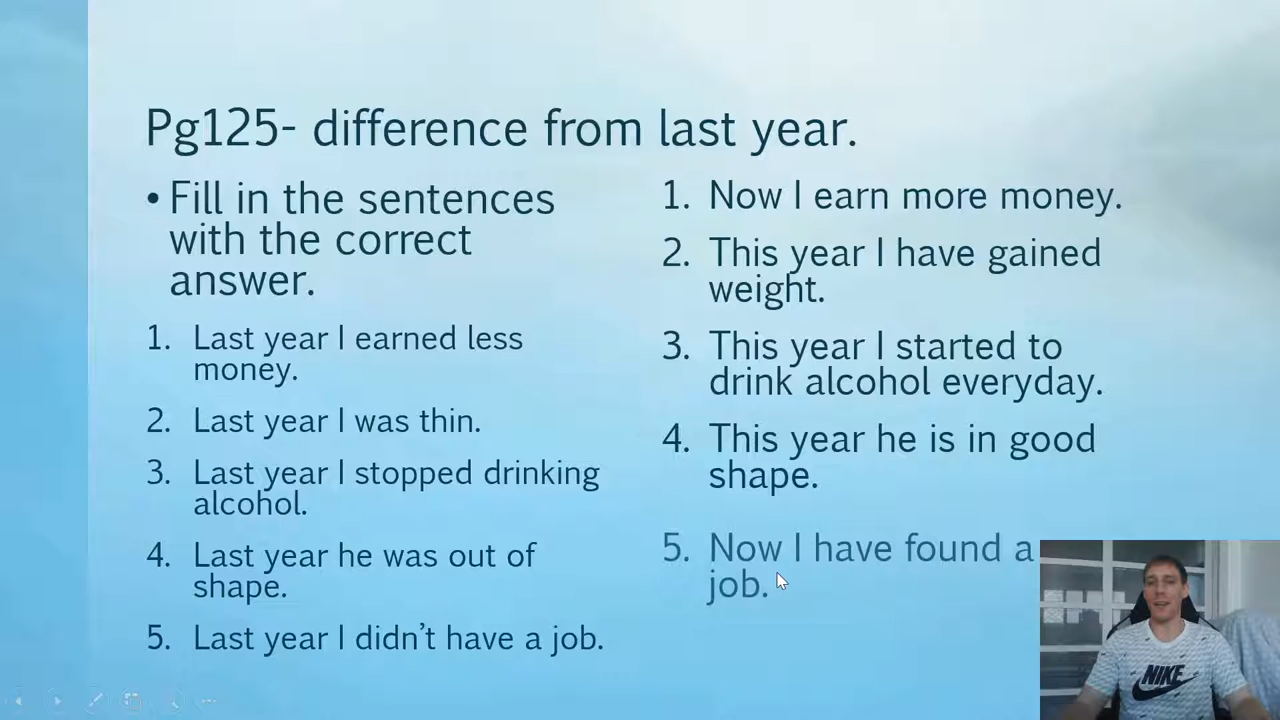 Pg125- difference from last year.
• Fill in the sentences
with the correct
answer.
1. Last year I earned less
money.
2. Last year I was thin.
3. Last year I stopped drinking
alcohol.
4. Last year he was out of
shape.
5. Last year I didn’t have a job.
1. Now I earn more money.
2. This year I have gained
weight.
3. This year I started to
drink alcohol everyday.
4. This year he is in good
shape.
5. Now I have found a
job.
NIKE